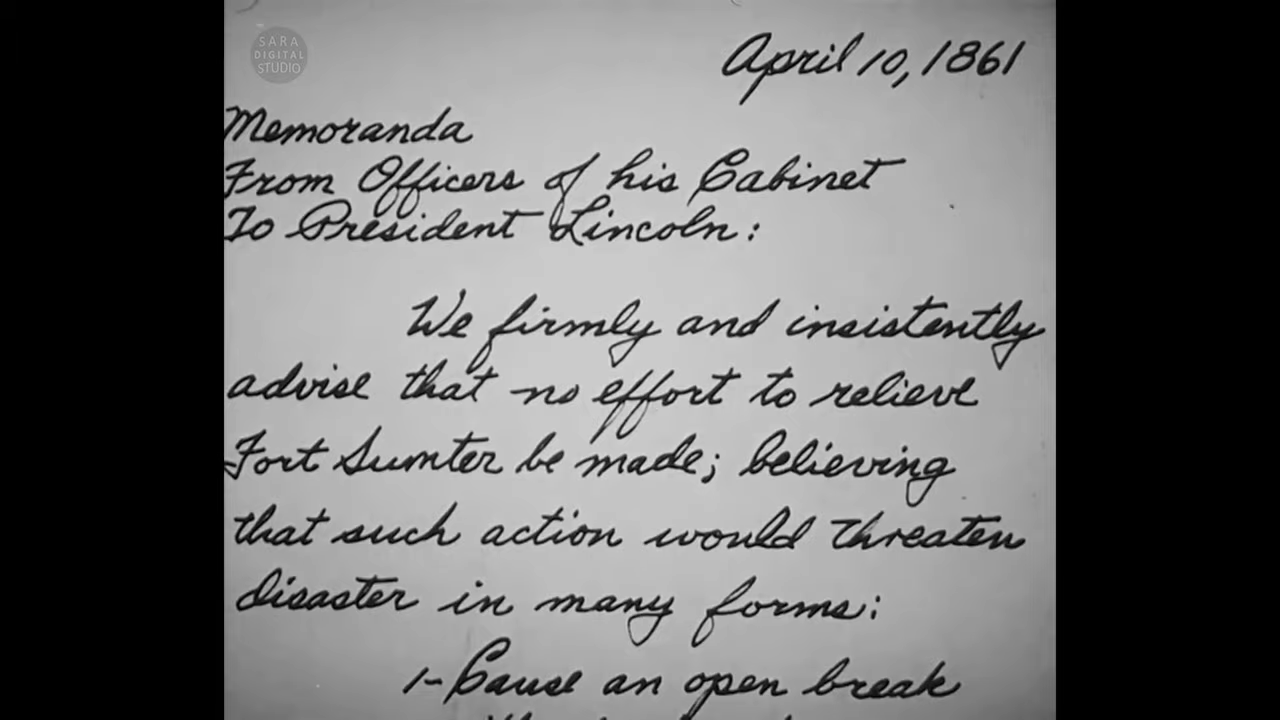 SARA
DIGITAL
STUDIO
April 10, 1861
Memoranda
From Officers of his Cabinet
To President Lincoln:
We firmly and insistently
advise that no effort to relieve
Fort Sumter be made; believing
that such action would threaten
disaster in many forms:
1- Cause an open break